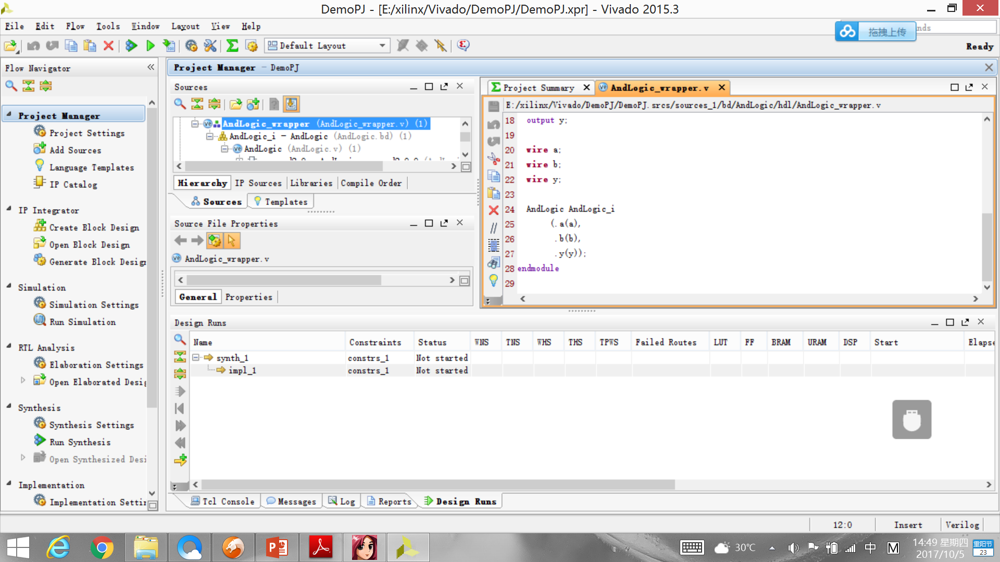 DemoPJ - [E:/xilinx/Vivado/DemoPJ/DemoPJ.xpr] - Vivado 2015.3
File Edit Flow Tools Window Layout View Help
拖拽上传
nds
Default Layout
Ready
Flow Navigator
Project Manager
Project Settings
Add Sources
Language Templates
IP Catalog
IP Integrator
Create Block Design
Open Block Design
Generate Block Design
Simulation
Simulation Settings
Run Simulation
RTL Analysis
Elaboration Settings
Open Elaborated Desig
Synthesis
Synthesis Settings
Run Synthesis
Open Synthesized Desi
Implementation
Implementation Settin
Project Manager - DemoPJ
Sources
AndLogic_wrapper (AndLogic_wrapper.v) (1)
AndLogic_i - AndLogic (AndLogic.bd) (1)
AndLogic (AndLogic.v) (1)
Hierarchy IP Sources Libraries Compile Order
Sources Templates
Source File Properties
AndLogic_wrapper.v
General Properties
Project Summary AndLogic_wrapper.v
E:/xilinx/Vivado/DemoPJ/DemoPJ.srcs/sources_1/bd/AndLogic/hdl/AndLogic_wrapper.v
18 output y;
19
20 wire a;
21 wire b;
22 wire y;
23
24 AndLogic AndLogic_i
25 (.a(a),
26 .b(b),
27 .y(y));
28 endmodule
29
Design Runs
Name Constraints Status WNS TNS WHS THS TPWS Failed Routes LUT FF BRAM URAM DSP Start Elapse
synth_1 constrs_1 Not started
impl_1 constrs_1 Not started
Tcl Console Messages Log Reports Design Runs
12:0 Insert Verilog
30°C
中
M
14:49 星期四
2017/10/5
重阳节
23